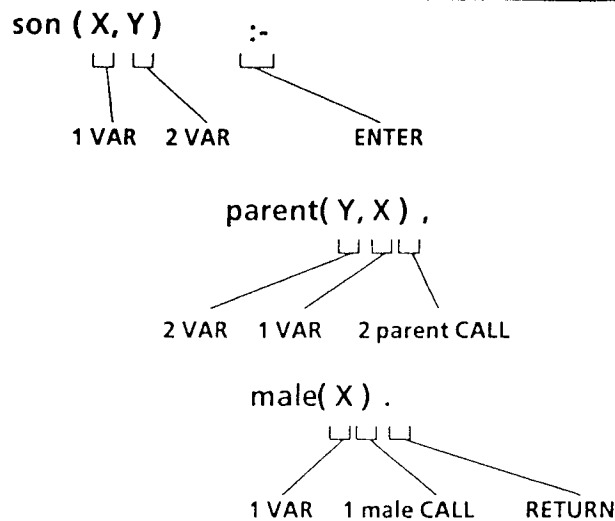 son ( X, Y ) :-
1 VAR 2 VAR ENTER
parent( Y, X ) ,
2 VAR 1 VAR 2 parent CALL
male( X ) .
1 VAR 1 male CALL RETURN